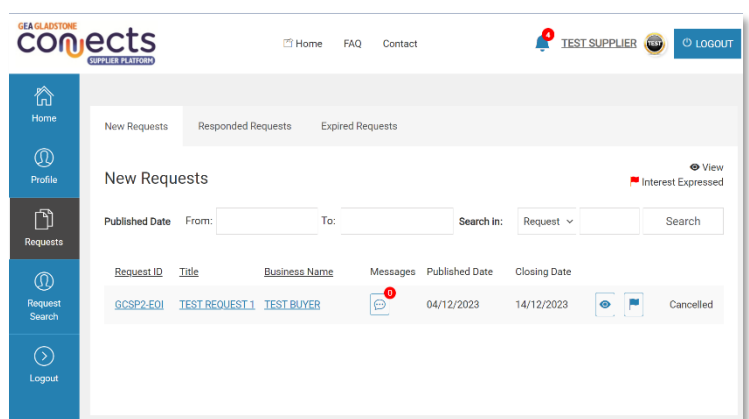 GEA GLADSTONE
connects
SUPPLIER PLATFORM
Home FAQ Contact
4
TEST SUPPLIER
TEST
LOGOUT
Home
Profile
Requests
Request
Search
Logout
New Requests Responded Requests Expired Requests
View
New Requests
Interest Expressed
Published Date From: To: Search in: Request Search
Request ID Title Business Name Messages Published Date Closing Date
0
GCSP2-EOI TEST REQUEST 1 TEST BUYER 04/12/2023 14/12/2023 Cancelled